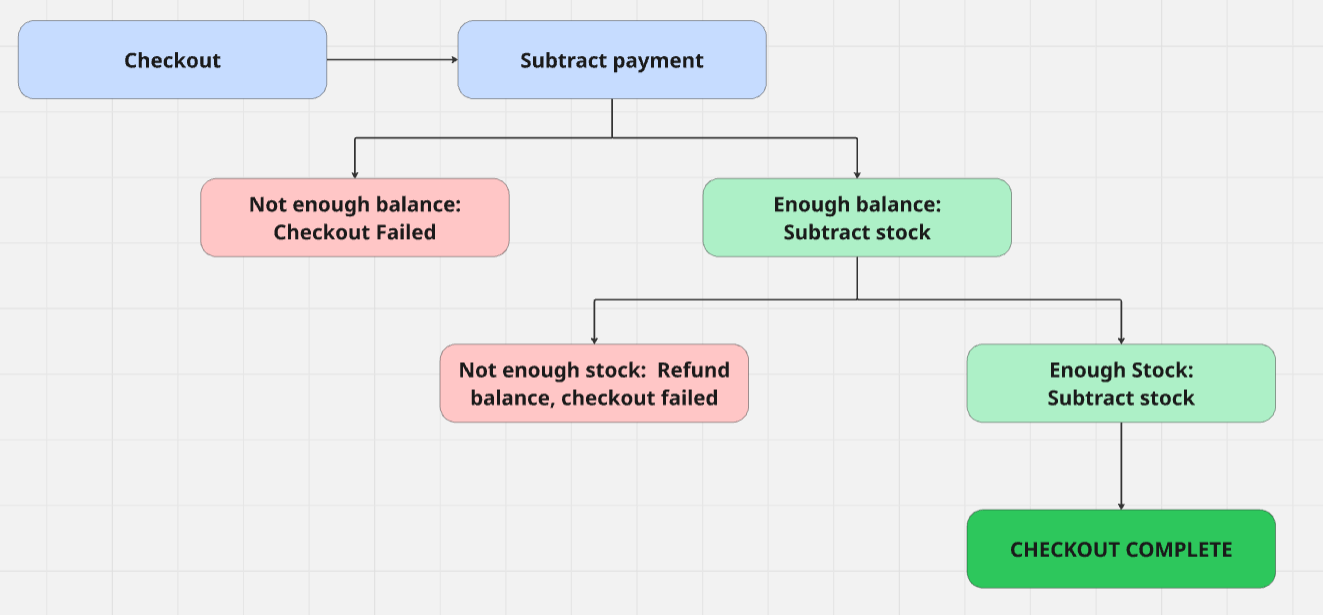 Checkout
Subtract payment
Not enough balance:
Checkout Failed
Enough balance:
Subtract stock
Not enough stock:  Refund
balance, checkout failed
Enough Stock:
Subtract stock
CHECKOUT COMPLETE